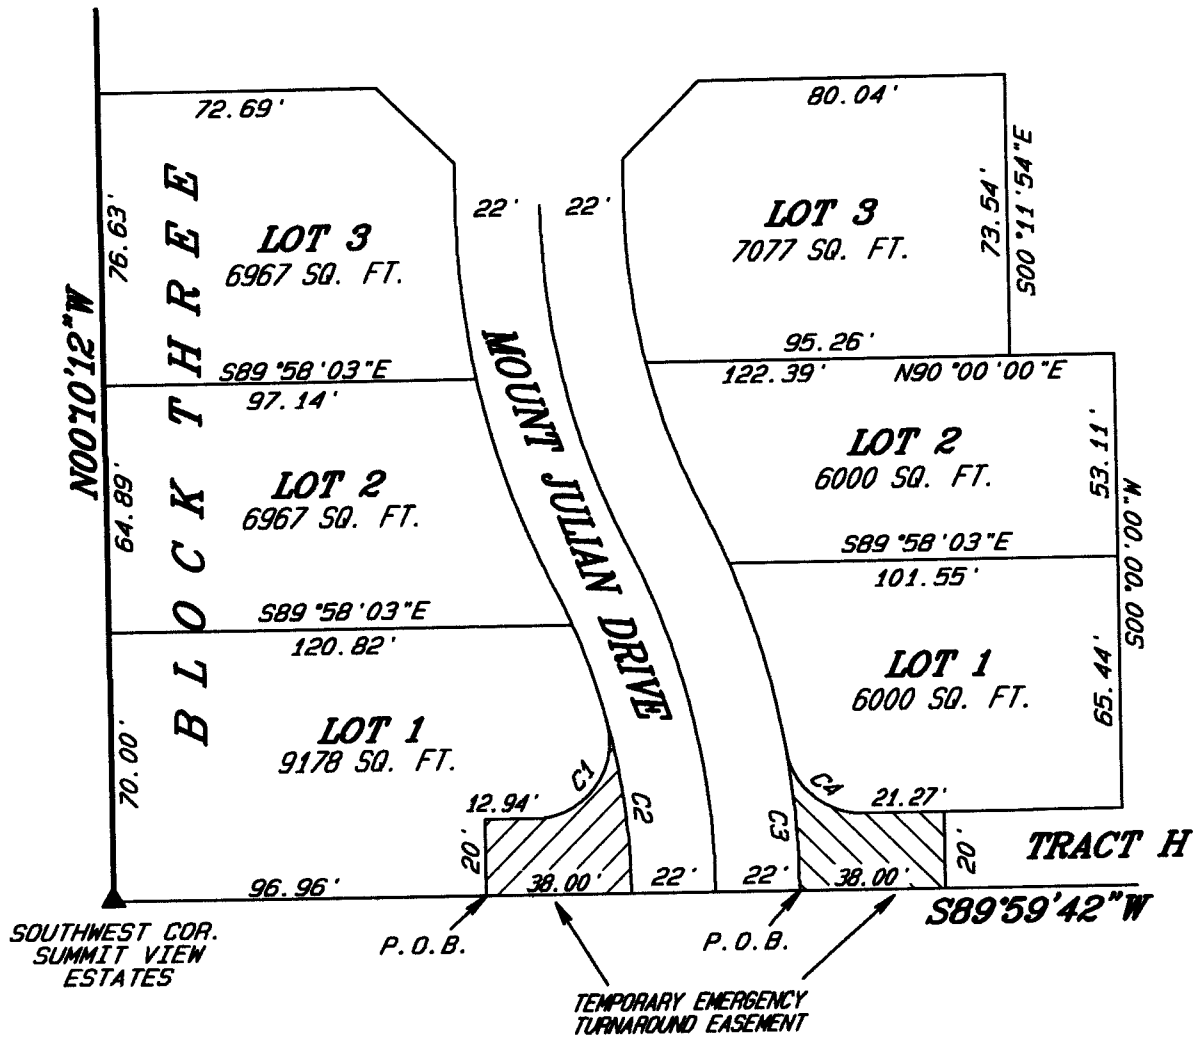 72.69'
80.04'
BLOCK THREE
76.63'
22'
22'
73.54'
S00°11'54"E
LOT 3
6967 SQ. FT.
LOT 3
7077 SQ. FT.
N00°10'12"W
MOUNT JULIAN DRIVE
S89°58'03"E
97.14'
95.26'
122.39'
N90°00'00"E
64.89'
LOT 2
6967 SQ. FT.
LOT 2
6000 SQ. FT.
53.11'
S00°00'00"W
S89°58'03"E
120.82'
S89°58'03"E
101.55'
70.00'
LOT 1
9178 SQ. FT.
LOT 1
6000 SQ. FT.
65.44'
12.94'
C1
C2
C3
C4
21.27'
20'
20'
TRACT H
96.96'
38.00'
22'
22'
38.00'
S89°59'42"W
SOUTHWEST COR.
SUMMIT VIEW
ESTATES
P.O.B.
P.O.B.
TEMPORARY EMERGENCY
TURNAROUND EASEMENT